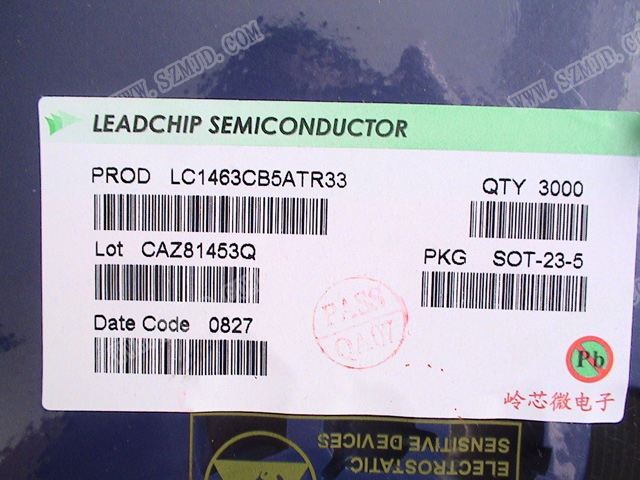 WWW.SZMJD.COM
WWW.SZMJD.COM
LEADCHIP SEMICONDUCTOR
PROD LC1463CB5ATR33
QTY 3000
Lot CAZ81453Q
PKG SOT-23-5
Date Code 0827
PASS
QA07
Pb
岭芯微电子
ELECTROSTATIC
SENSITIVE DEVICES